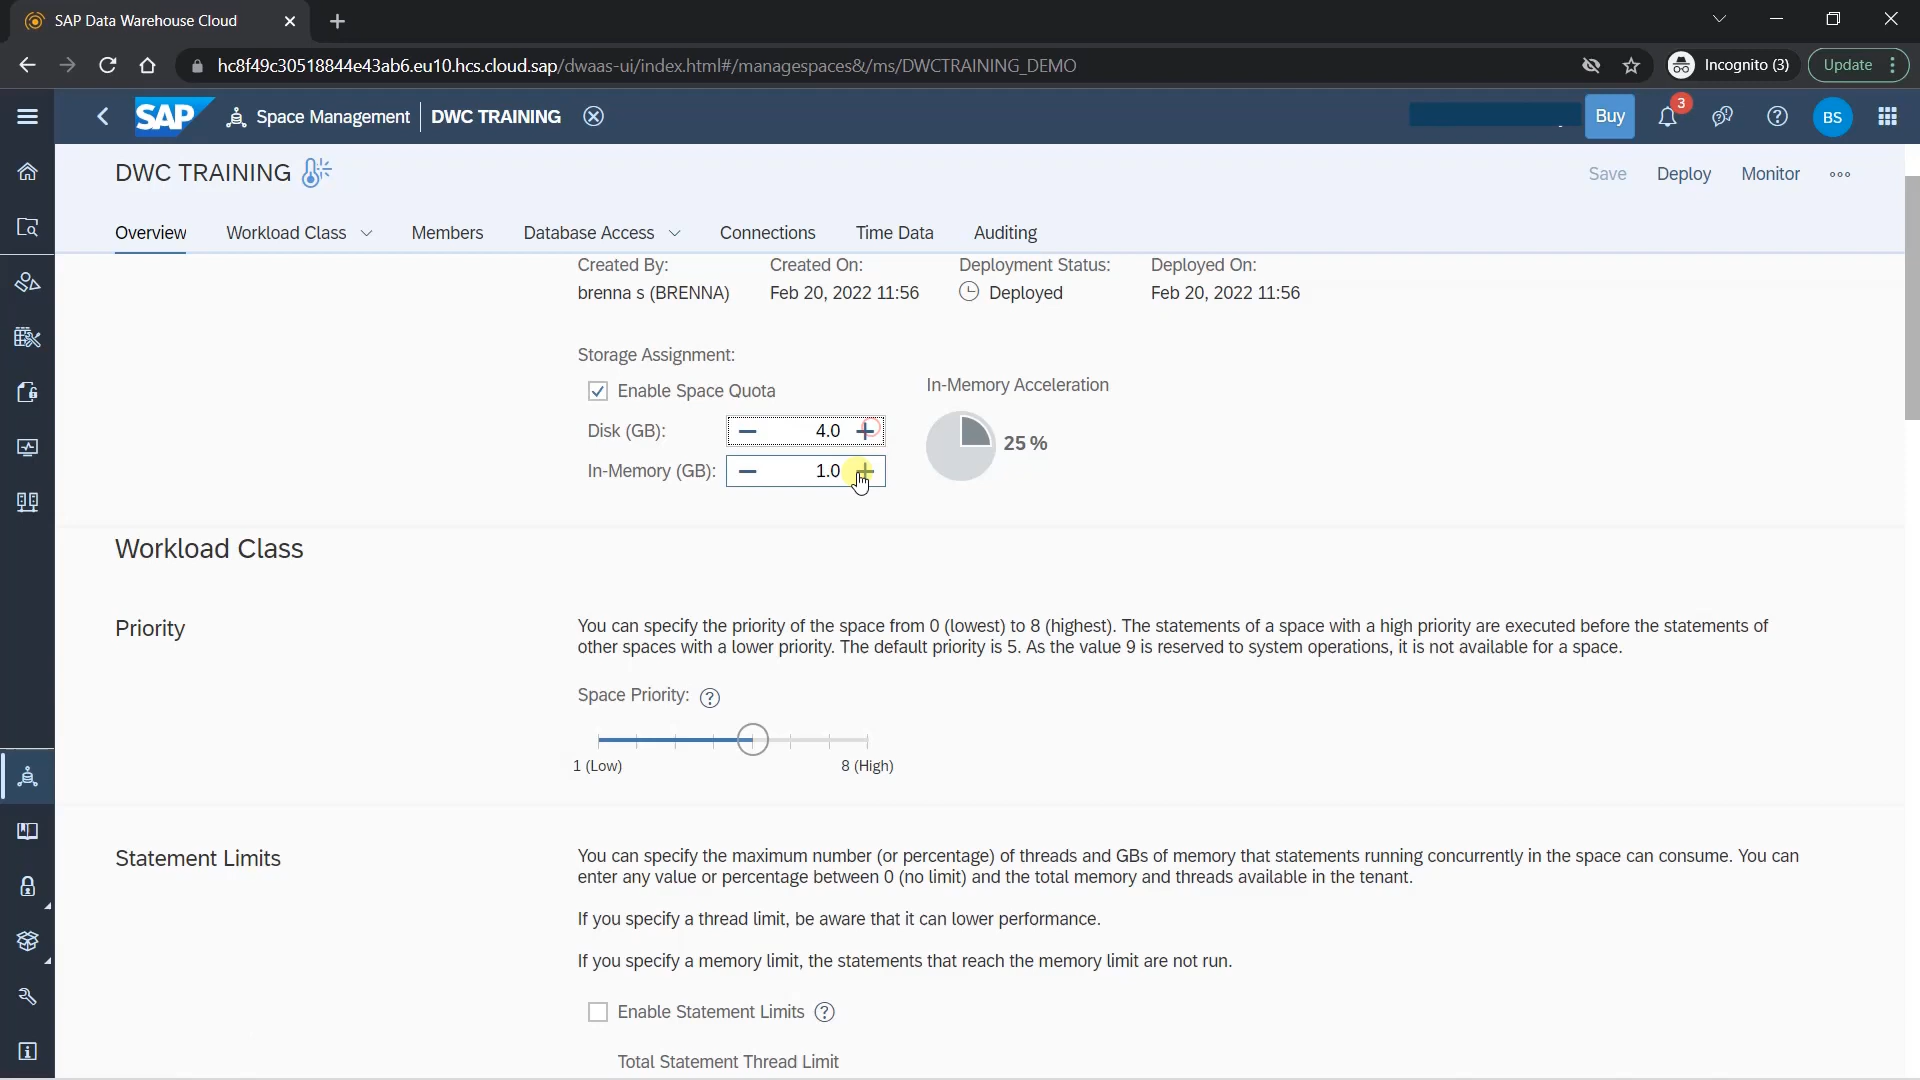 SAP Data Warehouse Cloud
hc8f49c30518844e43ab6.eu10.hcs.cloud.sap/dwaas-ui/index.html#/managespaces&/ms/DWCTRAINING_DEMO
Incognito (3)
Update
SAP
Space Management
DWC TRAINING
Buy
3
BS
DWC TRAINING
Save
Deploy
Monitor
Overview
Workload Class
Members
Database Access
Connections
Time Data
Auditing
Created By:
Created On:
Deployment Status:
Deployed On:
brenna s (BRENNA)
Feb 20, 2022 11:56
Deployed
Feb 20, 2022 11:56
Storage Assignment:
Enable Space Quota
In-Memory Acceleration
Disk (GB):
4.0
25 %
In-Memory (GB):
1.0
Workload Class
Priority
You can specify the priority of the space from 0 (lowest) to 8 (highest). The statements of a space with a high priority are executed before the statements of
other spaces with a lower priority. The default priority is 5. As the value 9 is reserved to system operations, it is not available for a space.
Space Priority:
1 (Low)
8 (High)
Statement Limits
You can specify the maximum number (or percentage) of threads and GBs of memory that statements running concurrently in the space can consume. You can
enter any value or percentage between 0 (no limit) and the total memory and threads available in the tenant.
If you specify a thread limit, be aware that it can lower performance.
If you specify a memory limit, the statements that reach the memory limit are not run.
Enable Statement Limits
Total Statement Thread Limit